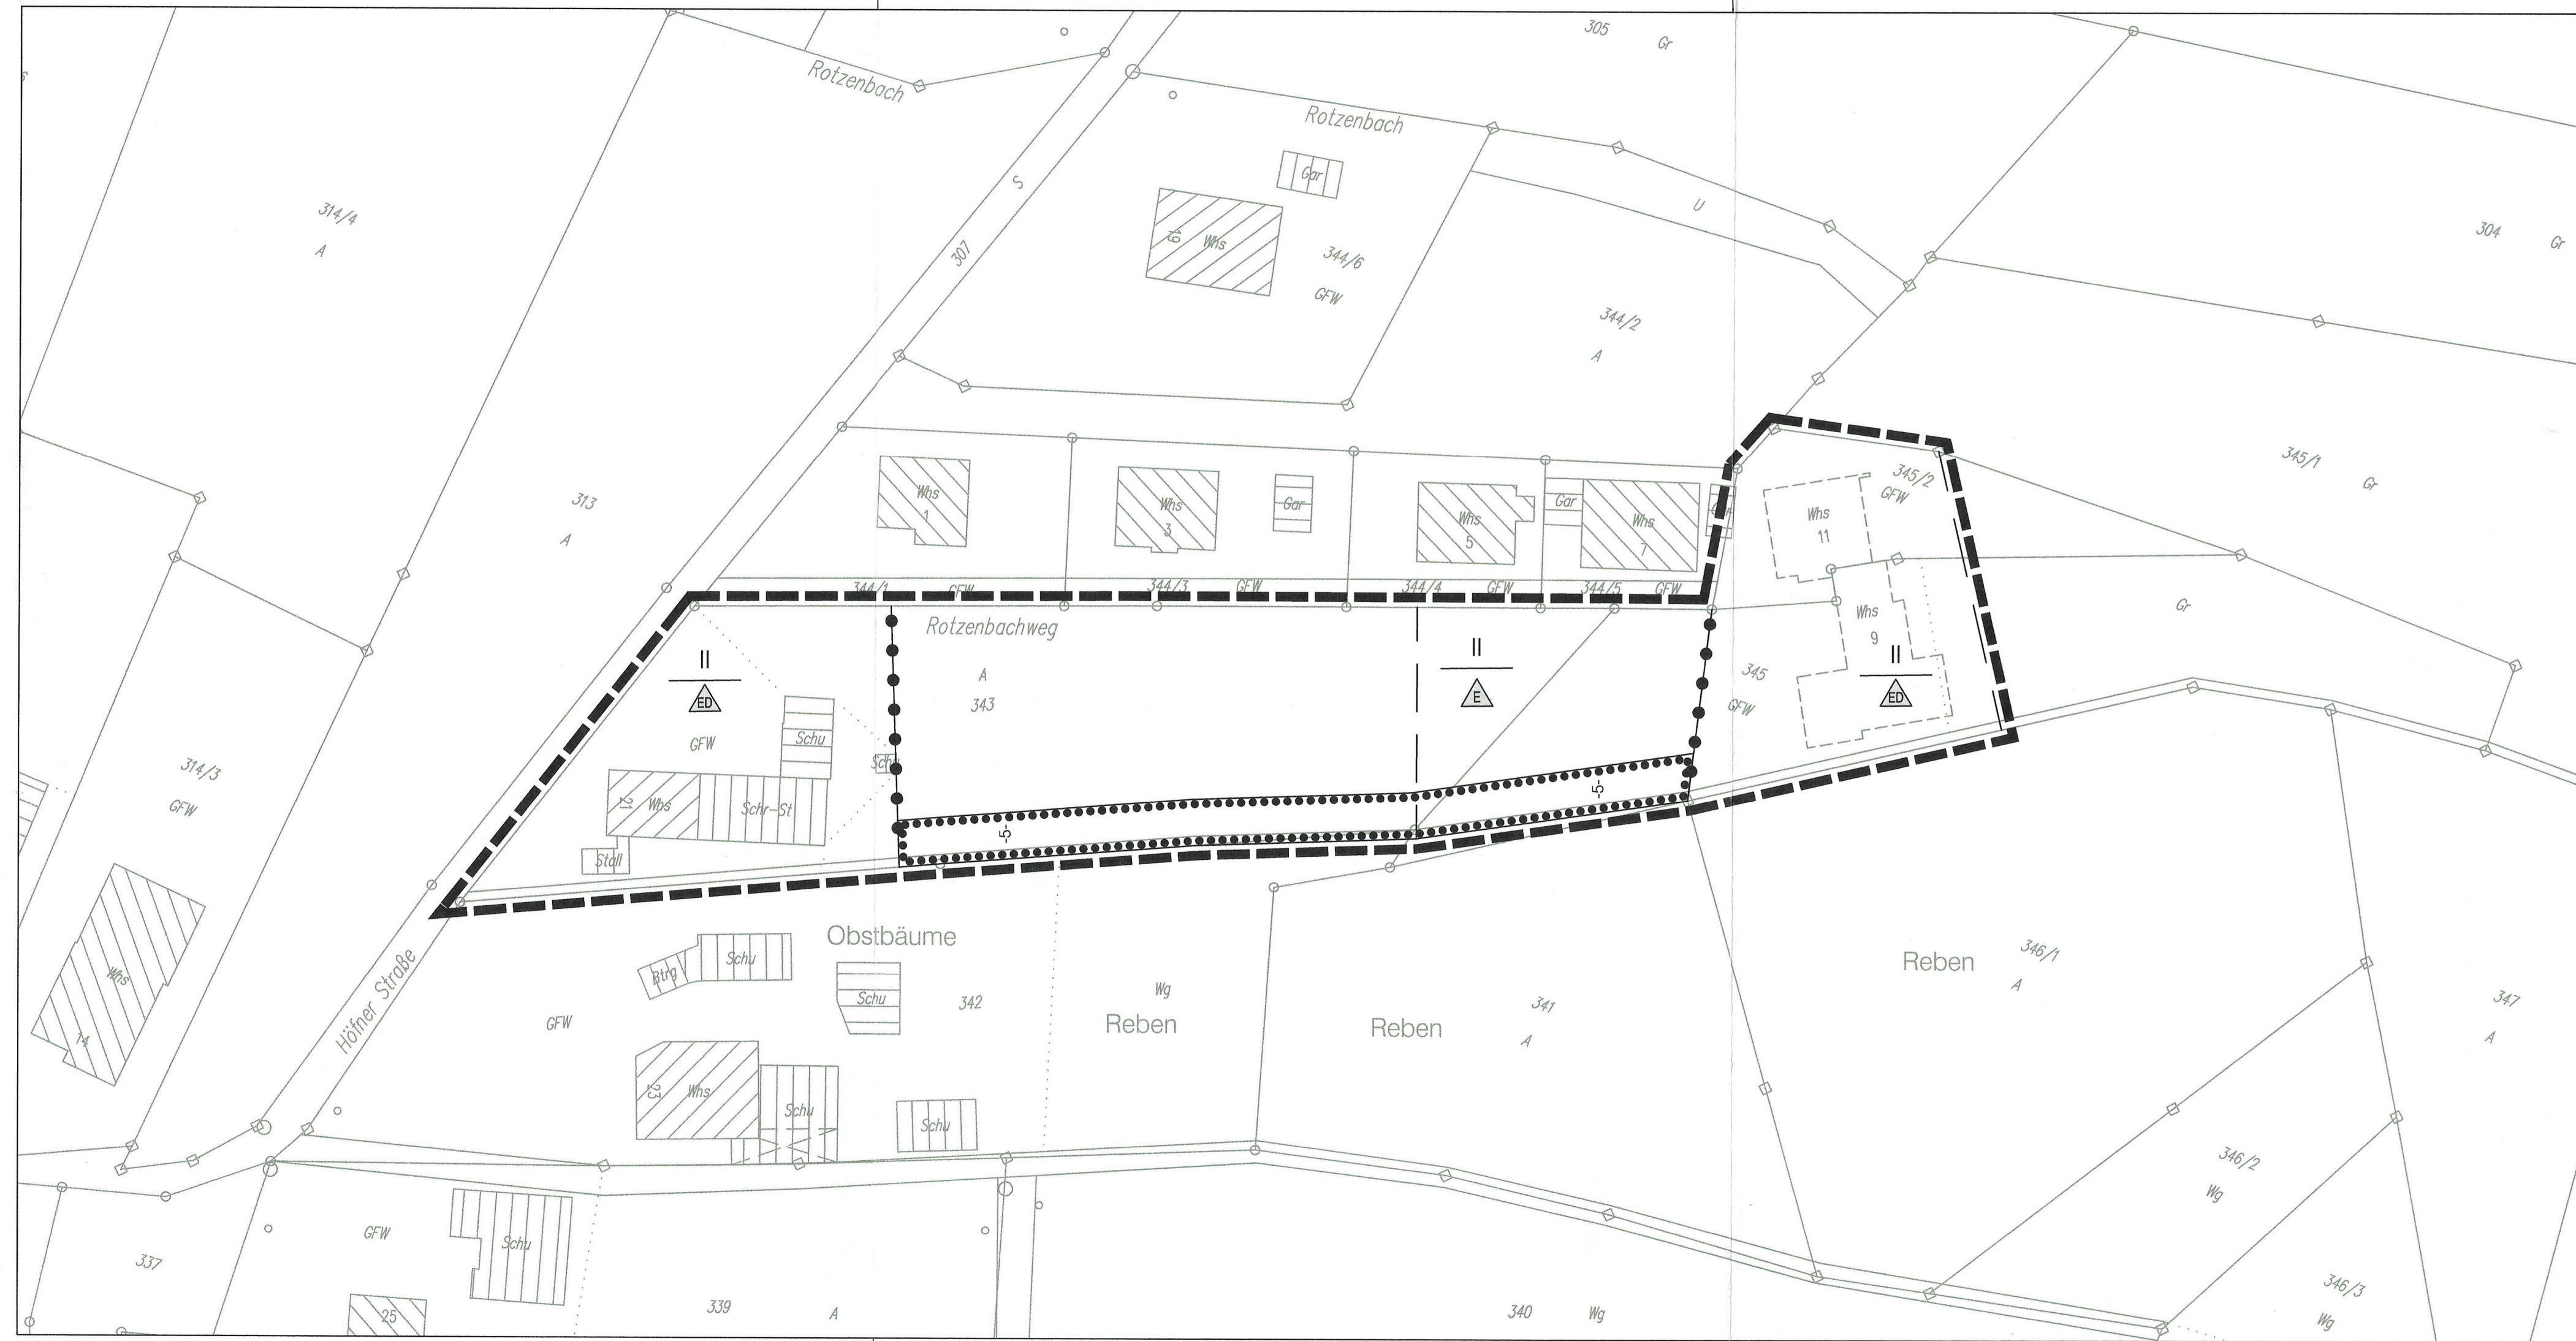 305
Gr
Rotzenbach
Rotzenbach
Gar
S
U
314/4
A
307
19
Whs
344/6
GFW
304
Gr
344/2
A
313
A
Whs
1
Whs
3
Gar
Whs
5
Gar
Whs
7
345/2
GFW
Whs
11
345/1
Gr
344/1
GFW
344/3
GFW
344/4
GFW
344/5
GFW
Rotzenbachweg
II
ED
A
343
II
E
345
GFW
Whs
9
II
ED
Gr
GFW
Schu
Schu
21
Whs
Schr-St
Stall
-5-
-5-
314/3
GFW
Whs
14
Höfner Straße
Obstbäume
Btrg
Schu
Schu
342
GFW
Wg
Reben
Reben
341
A
Reben
346/1
A
347
A
23
Whs
Schu
Schu
346/2
Wg
GFW
Schu
337
25
339
A
340
Wg
346/3
Wg